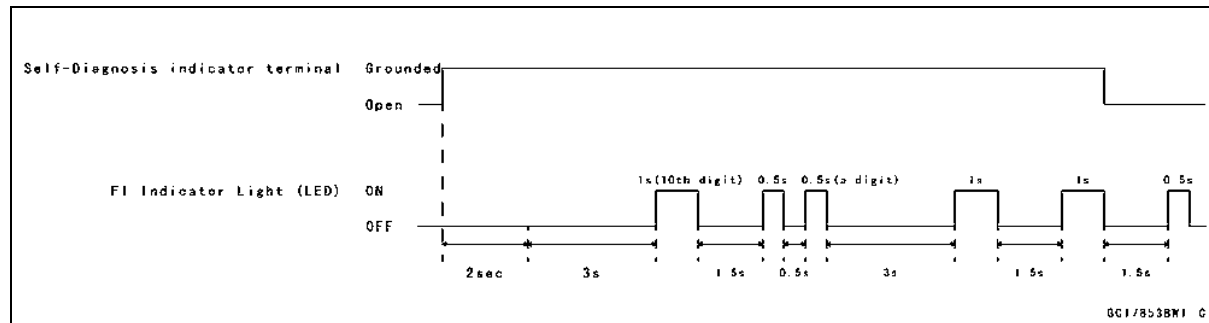 Self-Diagnosis indicator terminal Grounded
Open
FI Indicator Light (LED) ON
1s(10th digit) 0.5s 0.5s(a digit) 1s 1s 0.5s
OFF
2sec 3s 1.5s 0.5s 3s 1.5s 1.5s